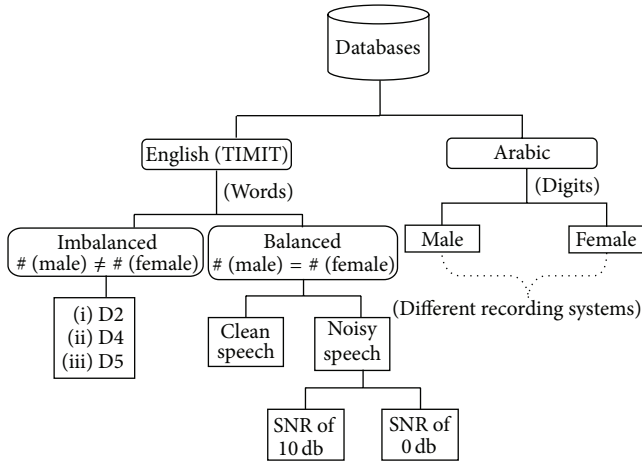 Databases
English (TIMIT)
Arabic
(Words)
(Digits)
Imbalanced
# (male) ≠ # (female)
Balanced
# (male) = # (female)
Male
Female
(Different recording systems)
(i) D2
(ii) D4
(iii) D5
Clean
speech
Noisy
speech
SNR of
10 db
SNR of
0 db